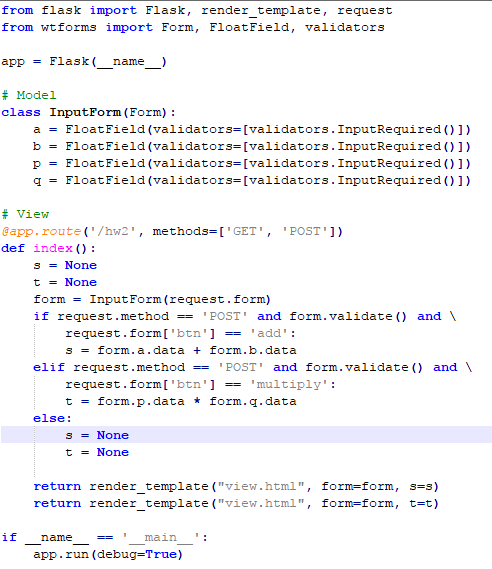 from flask import Flask, render_template, request
from wtforms import Form, FloatField, validators
app = Flask(__name__)
# Model
class InputForm(Form):
    a = FloatField(validators=[validators.InputRequired()])
    b = FloatField(validators=[validators.InputRequired()])
    p = FloatField(validators=[validators.InputRequired()])
    q = FloatField(validators=[validators.InputRequired()])
# View
@app.route('/hw2', methods=['GET', 'POST'])
def index():
    s = None
    t = None
    form = InputForm(request.form)
    if request.method == 'POST' and form.validate() and \
        request.form['btn'] == 'add':
        s = form.a.data + form.b.data
    elif request.method == 'POST' and form.validate() and \
        request.form['btn'] == 'multiply':
        t = form.p.data * form.q.data
    else:
        s = None
        t = None
    return render_template("view.html", form=form, s=s)
    return render_template("view.html", form=form, t=t)
if __name__ == '__main__':
    app.run(debug=True)